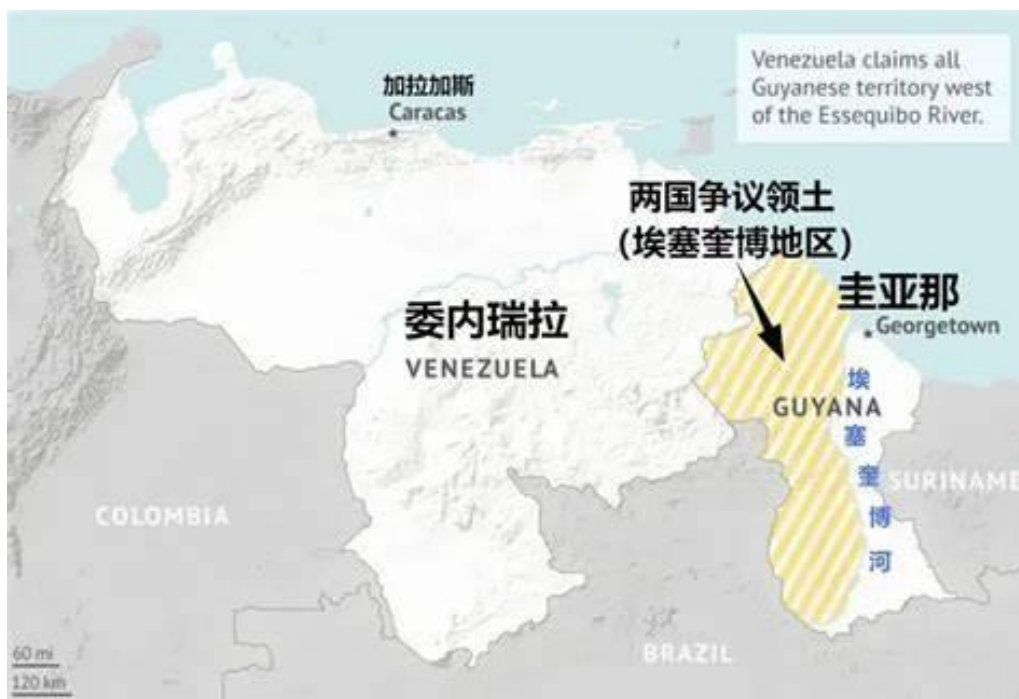 加拉加斯
Caracas
Venezuela claims all
Guyanese territory west
of the Essequibo River.
两国争议领土
（埃塞奎博地区）
委内瑞拉
VENEZUELA
圭亚那
Georgetown
GUYANA
埃塞奎博河
SURINAME
COLOMBIA
BRAZIL
60 mi
120 km